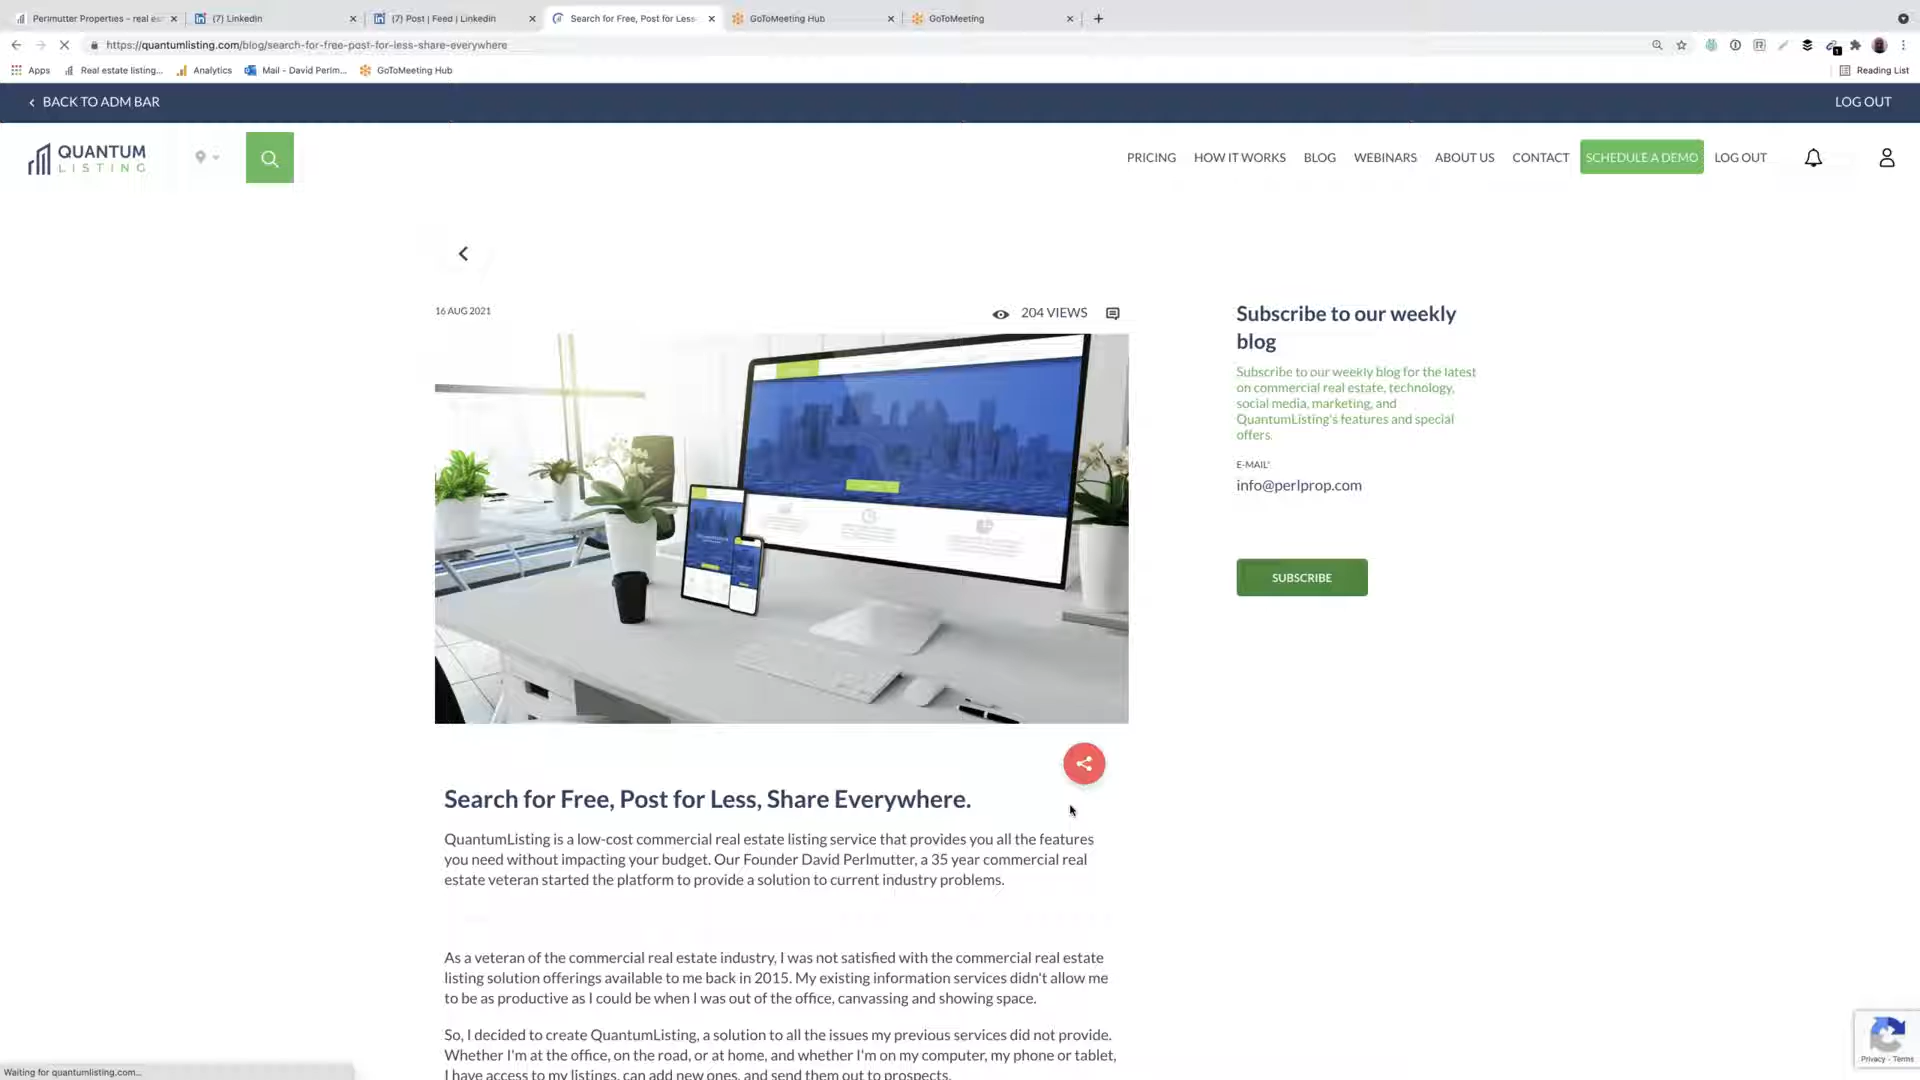 Perlmutter Properties - real es
(7) LinkedIn
(7) Post | Feed | LinkedIn
Search for Free, Post for Less
GoToMeeting Hub
GoToMeeting
https://quantumlisting.com/blog/search-for-free-post-for-less-share-everywhere
Apps
Real estate listing...
Analytics
Mail - David Perlm...
GoToMeeting Hub
Reading List
BACK TO ADM BAR
LOG OUT
QUANTUM
LISTING
PRICING
HOW IT WORKS
BLOG
WEBINARS
ABOUT US
CONTACT
SCHEDULE A DEMO
LOG OUT
16 AUG 2021
204 VIEWS
Search for Free, Post for Less, Share Everywhere.
QuantumListing is a low-cost commercial real estate listing service that provides you all the features
you need without impacting your budget. Our Founder David Perlmutter, a 35 year commercial real
estate veteran started the platform to provide a solution to current industry problems.
As a veteran of the commercial real estate industry, I was not satisfied with the commercial real estate
listing solution offerings available to me back in 2015. My existing information services didn't allow me
to be as productive as I could be when I was out of the office, canvassing and showing space.
So, I decided to create QuantumListing, a solution to all the issues my previous services did not provide.
Whether I'm at the office, on the road, or at home, and whether I'm on my computer, my phone or tablet,
I have access to my listings, can add new ones, and send them out to prospects.
Subscribe to our weekly
blog
Subscribe to our weekly blog for the latest
on commercial real estate, technology,
social media, marketing, and
QuantumListing's features and special
offers.
E-MAIL*
info@perlprop.com
SUBSCRIBE
Privacy - Terms
Waiting for quantumlisting.com...